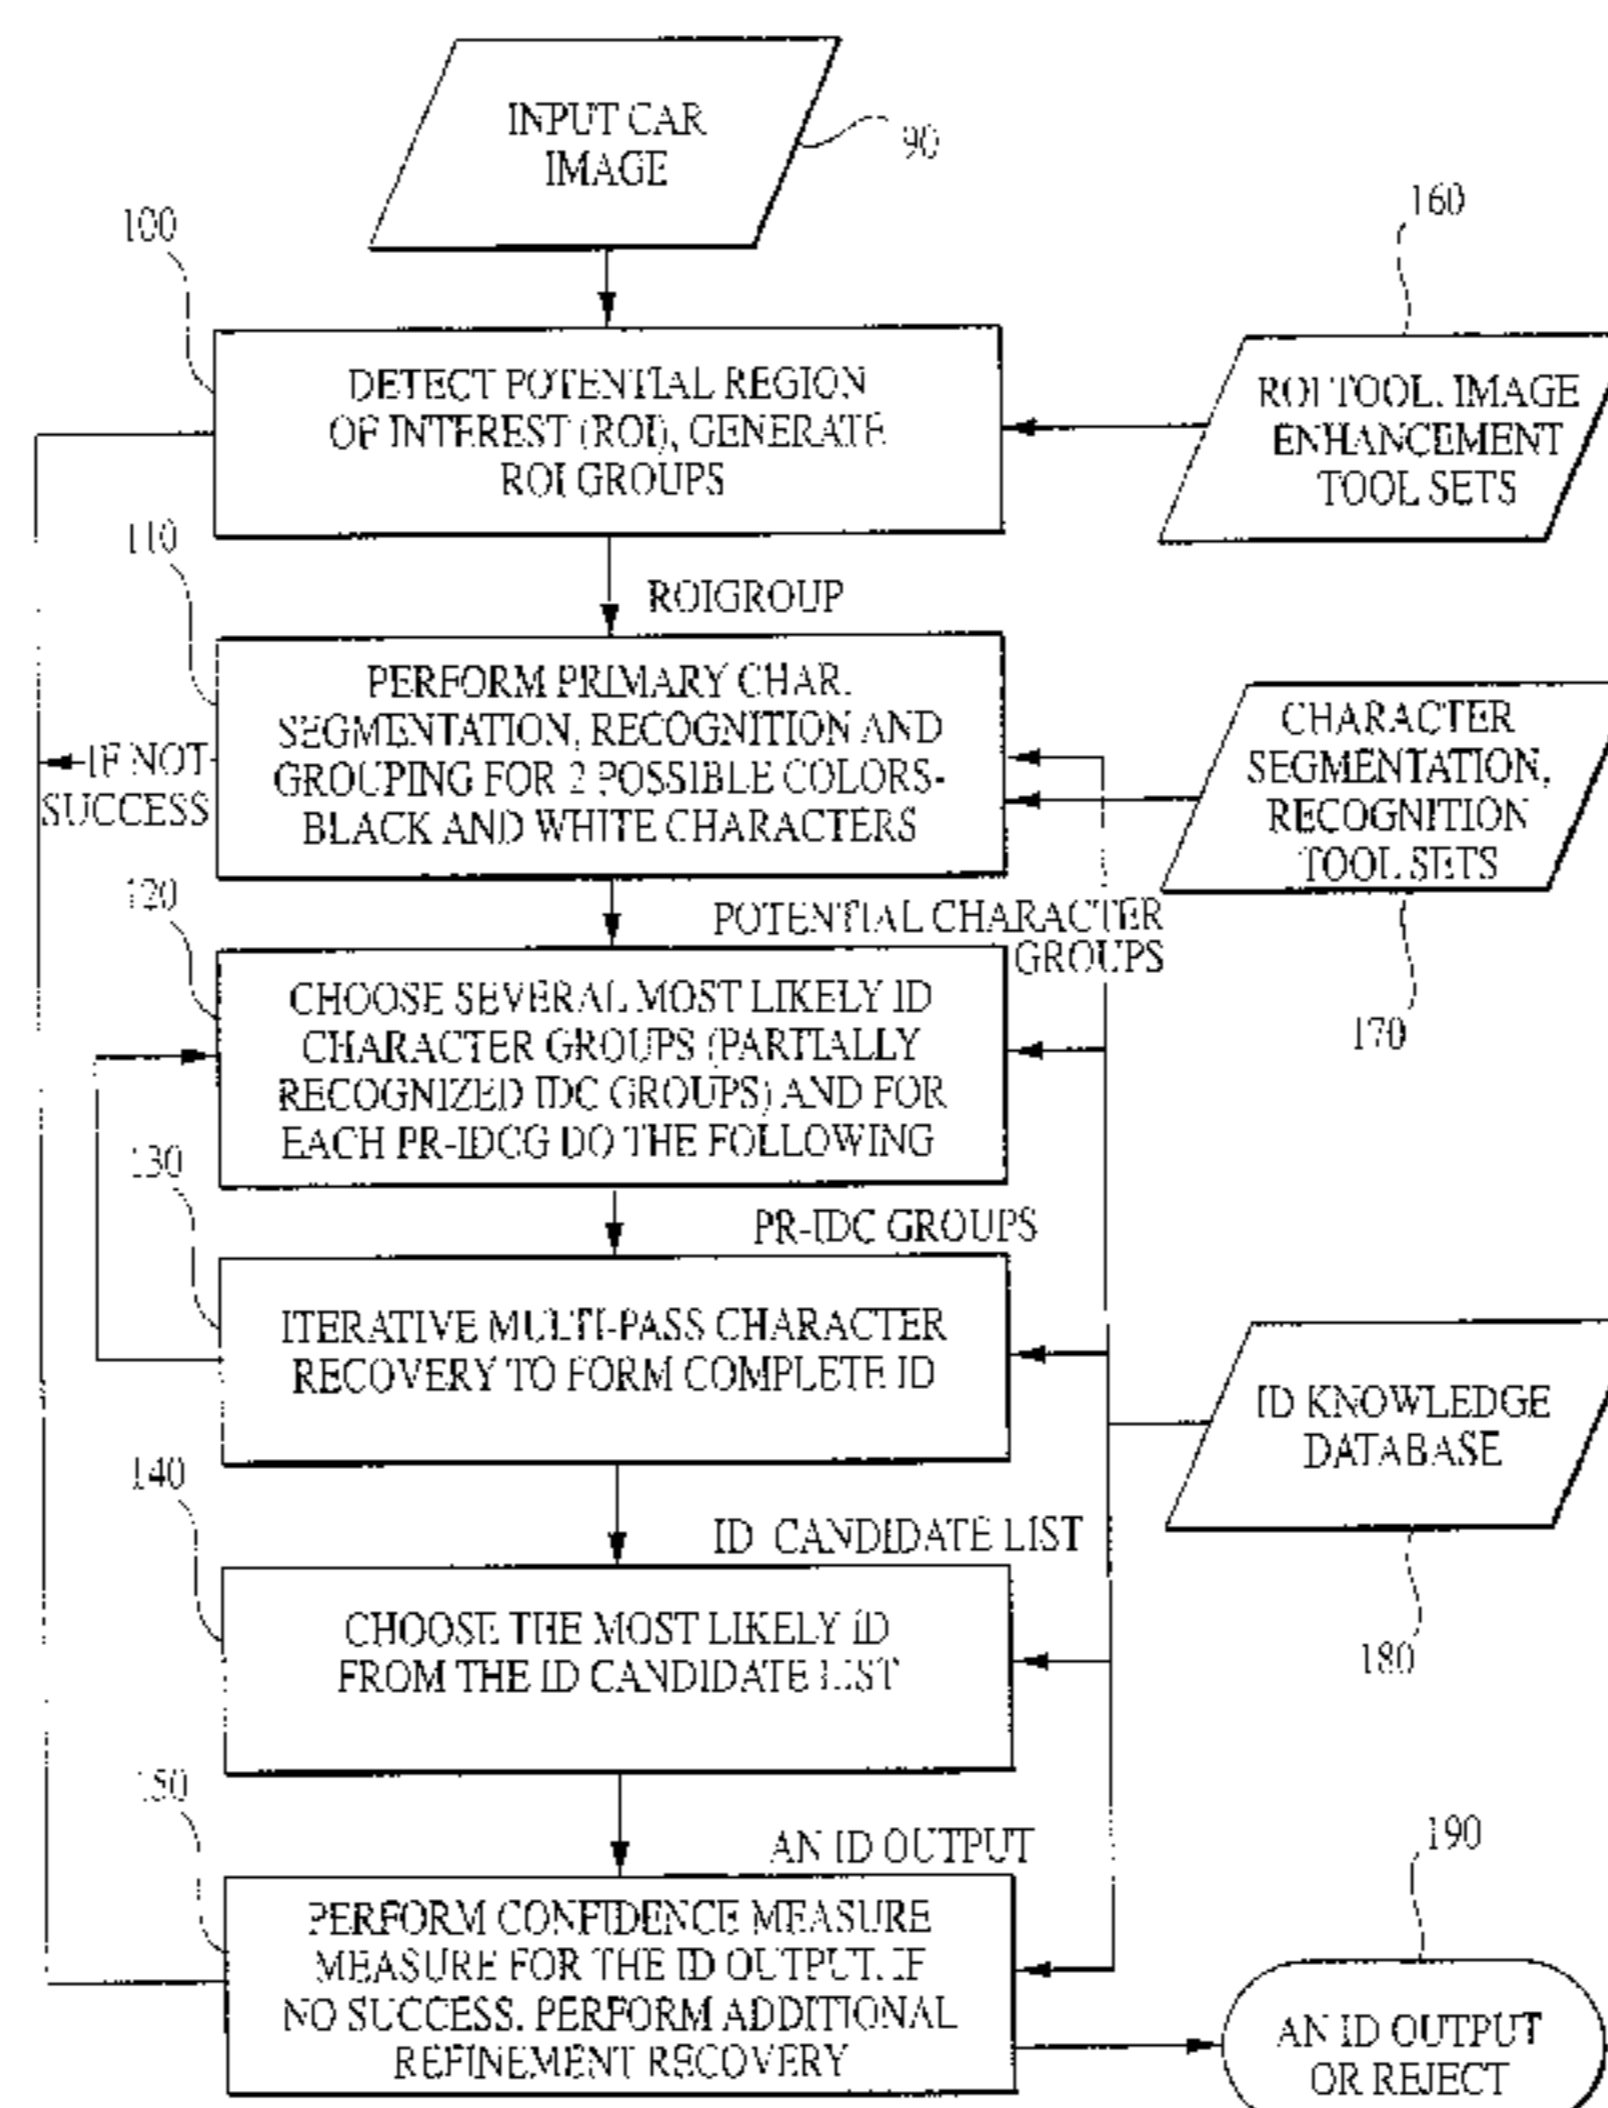 INPUT CAR
IMAGE
90
100
160
DETECT POTENTIAL REGION
OF INTEREST (ROI), GENERATE
ROI GROUPS
ROI TOOL, IMAGE
ENHANCEMENT
TOOL SETS
110
ROIGROUP
PERFORM PRIMARY CHAR.
SEGMENTATION, RECOGNITION AND
GROUPING FOR 2 POSSIBLE COLORS-
BLACK AND WHITE CHARACTERS
IF NOT
SUCCESS
CHARACTER
SEGMENTATION,
RECOGNITION
TOOL SETS
120
POTENTIAL CHARACTER
GROUPS
170
CHOOSE SEVERAL MOST LIKELY ID
CHARACTER GROUPS (PARTIALLY
RECOGNIZED IDC GROUPS) AND FOR
EACH PR-IDCG DO THE FOLLOWING
130
PR-IDC GROUPS
ITERATIVE MULTI-PASS CHARACTER
RECOVERY TO FORM COMPLETE ID
ID KNOWLEDGE
DATABASE
140
ID CANDIDATE LIST
180
CHOOSE THE MOST LIKELY ID
FROM THE ID CANDIDATE LIST
150
AN ID OUTPUT
190
PERFORM CONFIDENCE MEASURE
MEASURE FOR THE ID OUTPUT. IF
NO SUCCESS, PERFORM ADDITIONAL
REFINEMENT RECOVERY
AN ID OUTPUT
OR REJECT